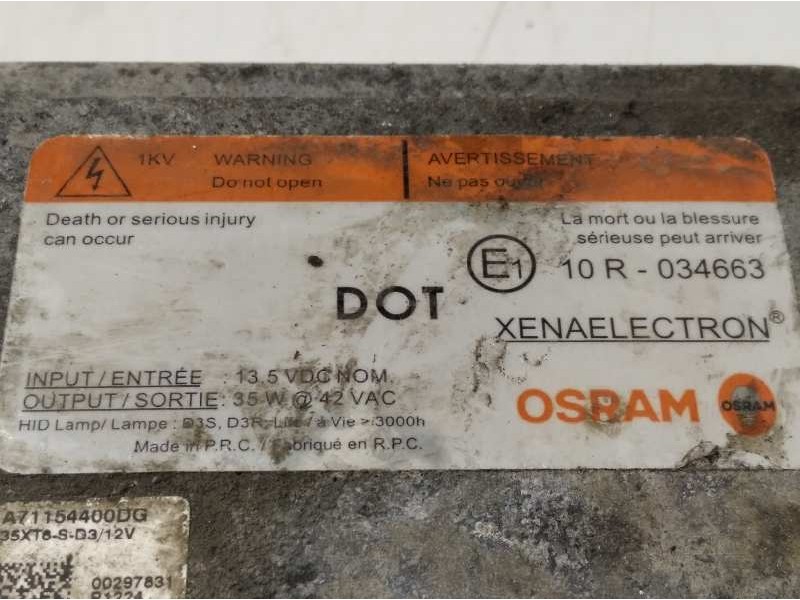 1KV WARNING AVERTISSEMENT
Do not open Ne pas ouvrir
Death or serious injury
can occur
La mort ou la blessure
sérieuse peut arriver
E1 10 R - 034663
DOT
XENAELECTRON®
INPUT / ENTRÉE : 13.5 VDC NOM.
OUTPUT / SORTIE : 35 W @ 42 VAC
HID Lamp/ Lampe : D3S, D3R, Life / à Vie > 3000h
Made in P.R.C. / Fabriqué en R.P.C.
OSRAM OSRAM
A71154400DG
35XT6-S-D3/12V
00297831
R1224